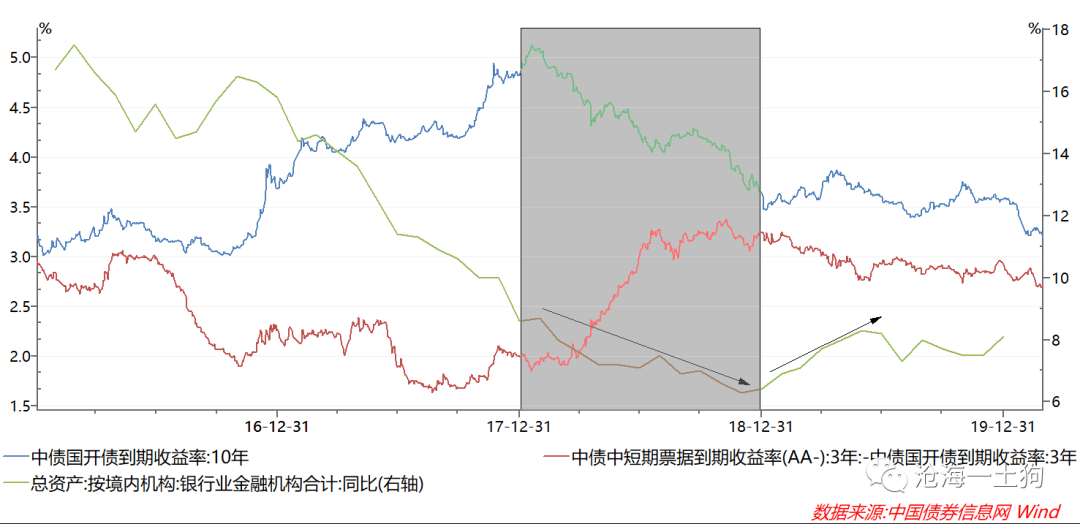 % %
5.0 18
4.5 16
4.0 14
3.5 12
3.0 10
2.5 8
2.0 6
1.5
16-12-31 17-12-31 18-12-31 19-12-31
中债国开债到期收益率:10年 中债中短期票据到期收益率(AA-):3年:-中债国开债到期收益率:3年
总资产:按境内机构:银行业金融机构合计:同比(右轴)
沧海一土狗
数据来源:中国债券信息网 Wind